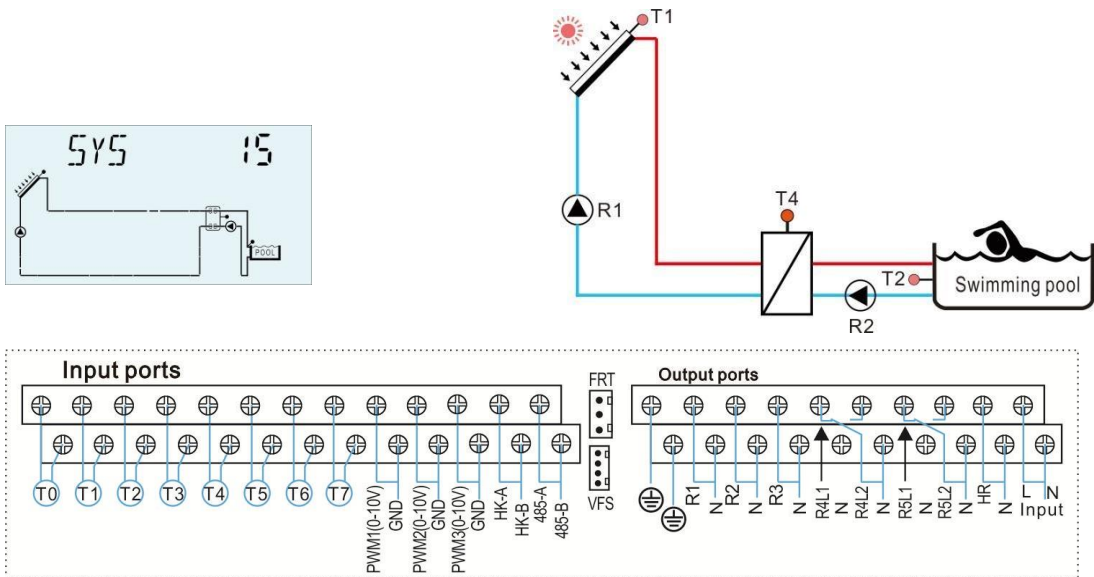 SYS 15
POOL
T1
R1
T4
T2
R2
Swimming pool
Input ports
T0 T1 T2 T3 T4 T5 T6 T7
PWM1(0-10V)
GND
PWM2(0-10V)
GND
PWM3(0-10V)
GND
HK-A
HK-B
485-A
485-B
FRT
VFS
Output ports
R1
N
R2
N
R3
N
R4L1
N
R4L2
N
R5L1
N
R5L2
N
HR
N
L N
Input